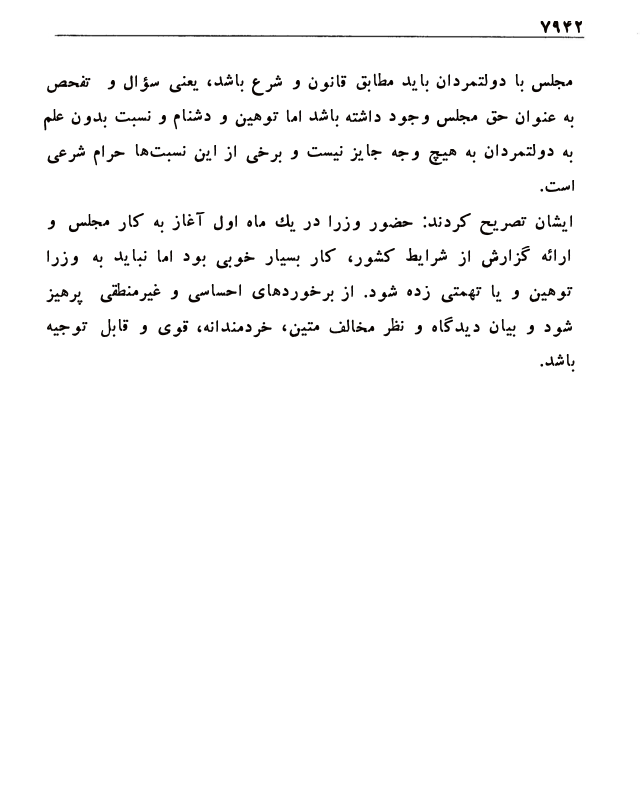 ۷۹۴۲
مجلس با دولتمردان باید مطابق قانون و شرع باشد، یعنی سؤال و تفحص
به عنوان حق مجلس وجود داشته باشد اما توهین و دشنام و نسبت بدون علم
به دولتمردان به هیچ وجه جایز نیست و برخی از این نسبت‌ها حرام شرعی
است.
ایشان تصریح کردند: حضور وزرا در یك ماه اول آغاز به کار مجلس و
ارائه گزارش از شرایط کشور، کار بسیار خوبی بود اما نباید به وزرا
توهین و یا تهمتی زده شود. از برخوردهای احساسی و غیرمنطقی پرهیز
شود و بیان دیدگاه و نظر مخالف متین، خردمندانه، قوی و قابل توجیه
باشد.